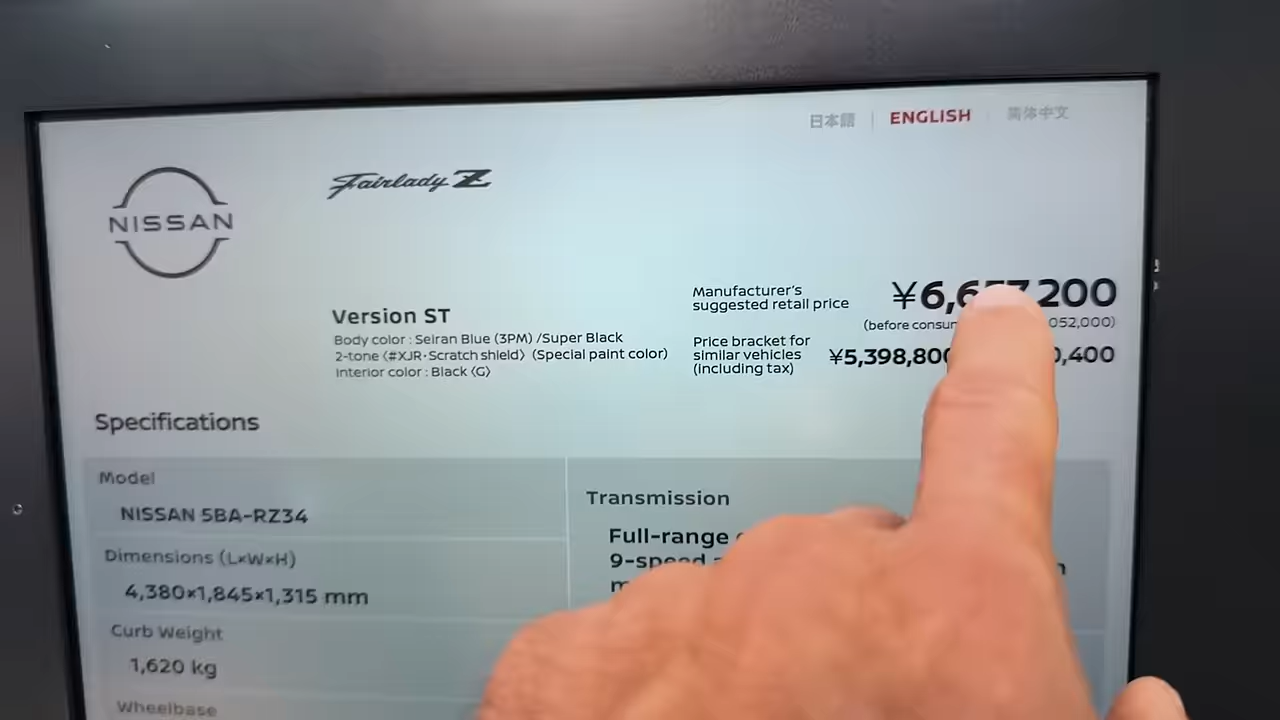 日本語 | ENGLISH | 简体中文
NISSAN
Fairlady Z
Manufacturer's
suggested retail price
¥6,657,200
(before consum 052,000)
Version ST
Body color : Seiran Blue (3PM) /Super Black
2-tone 〈#XJR·Scratch shield〉 (Special paint color)
Interior color : Black 〈G〉
Price bracket for
similar vehicles
(including tax)
¥5,398,800 0,400
Specifications
Model
NISSAN 5BA-RZ34
Dimensions (L×W×H)
4,380×1,845×1,315 mm
Curb Weight
1,620 kg
Wheelbase
Transmission
Full-range
9-speed